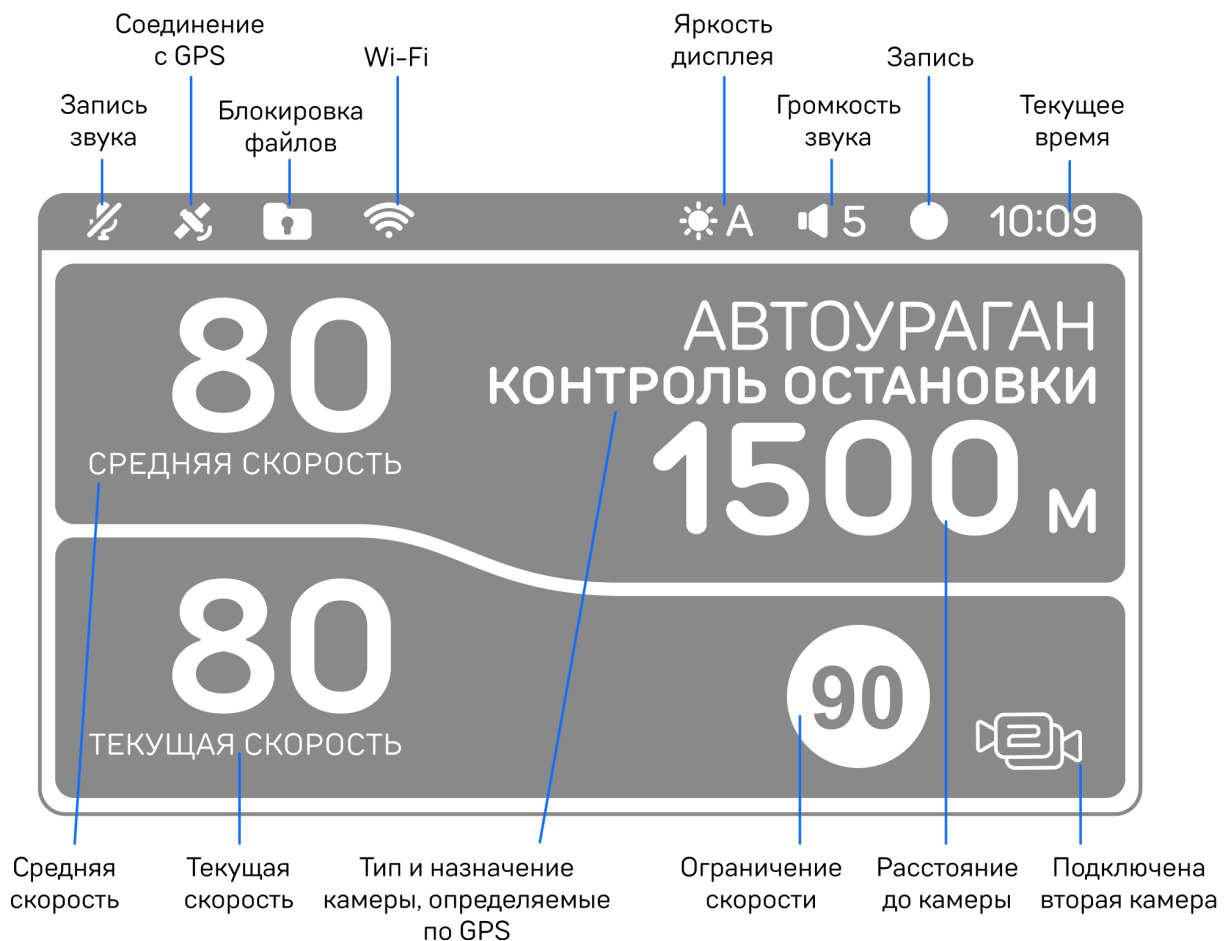 Соединение
с GPS
Wi-Fi
Яркость
дисплея
Запись
Запись
звука
Блокировка
файлов
Громкость
звука
Текущее
время
A
5
10:09
80
СРЕДНЯЯ СКОРОСТЬ
АВТОУРАГАН
КОНТРОЛЬ ОСТАНОВКИ
1500 м
80
ТЕКУЩАЯ СКОРОСТЬ
90
2
Средняя
скорость
Текущая
скорость
Тип и назначение
камеры, определяемые
по GPS
Ограничение
скорости
Расстояние
до камеры
Подключена
вторая камера